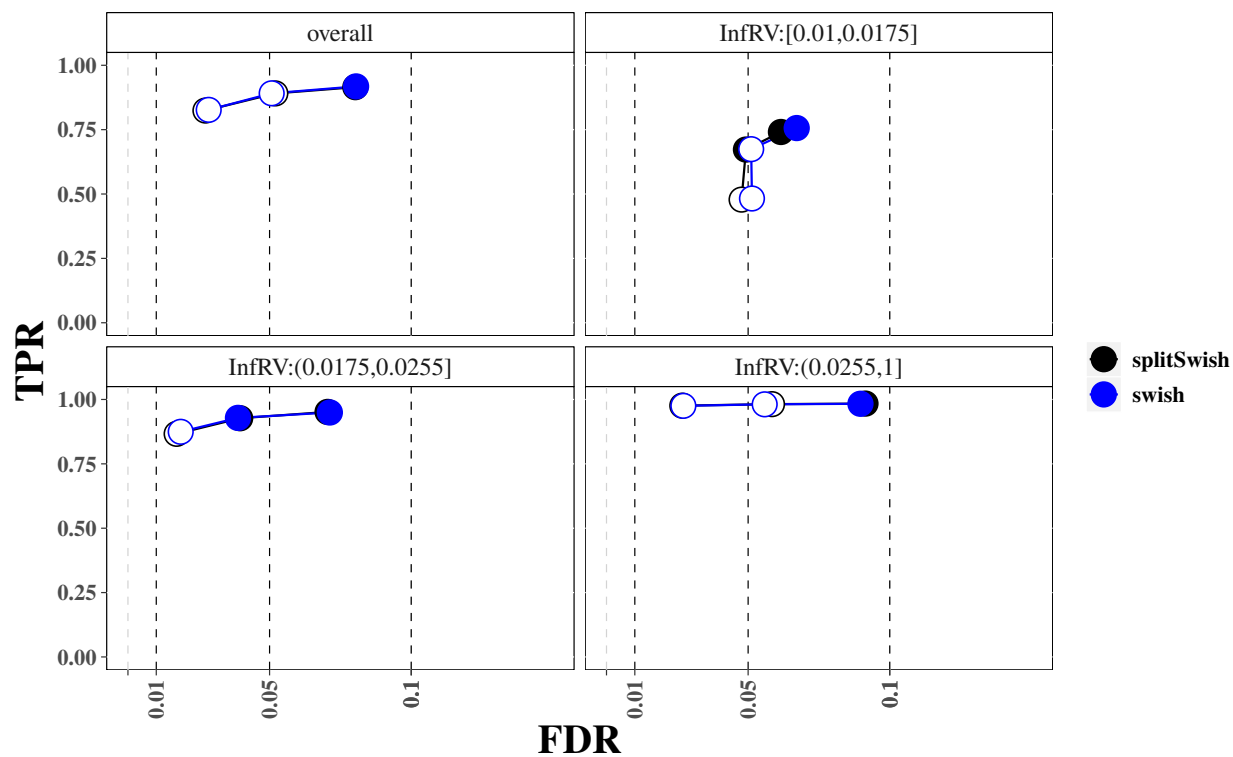 overall
InfRV:[0.01,0.0175]
1.00
0.75
0.50
0.25
0.00
InfRV:(0.0175,0.0255]
InfRV:(0.0255,1]
1.00
0.75
0.50
0.25
0.00
TPR
0.01
0.05
0.1
0.01
0.05
0.1
FDR
splitSwish
swish